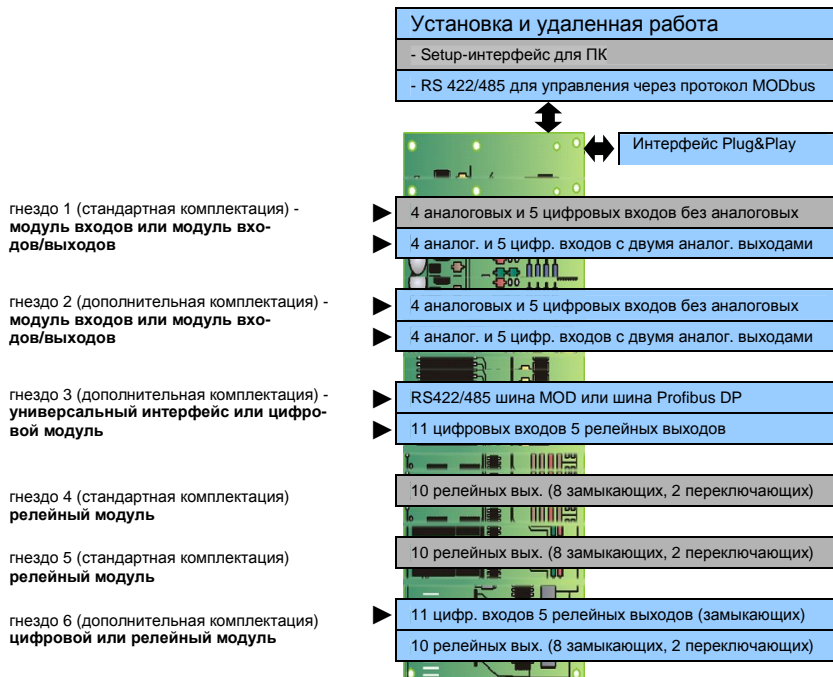 Установка и удаленная работа
- Setup-интерфейс для ПК
- RS 422/485 для управления через протокол MODbus
Интерфейс Plug&Play
гнездо 1 (стандартная комплектация) -
модуль входов или модуль вхо-
дов/выходов
4 аналоговых и 5 цифровых входов без аналоговых
4 аналог. и 5 цифр. входов с двумя аналог. выходами
гнездо 2 (дополнительная комплектация) -
модуль входов или модуль вхо-
дов/выходов
4 аналоговых и 5 цифровых входов без аналоговых
4 аналог. и 5 цифр. входов с двумя аналог. выходами
гнездо 3 (дополнительная комплектация) -
универсальный интерфейс или цифро-
вой модуль
RS422/485 шина MOD или шина Profibus DP
11 цифровых входов 5 релейных выходов
гнездо 4 (стандартная комплектация)
релейный модуль
10 релейных вых. (8 замыкающих, 2 переключающих)
гнездо 5 (стандартная комплектация)
релейный модуль
10 релейных вых. (8 замыкающих, 2 переключающих)
гнездо 6 (дополнительная комплектация)
цифровой или релейный модуль
11 цифр. входов 5 релейных выходов (замыкающих)
10 релейных вых. (8 замыкающих, 2 переключающих)